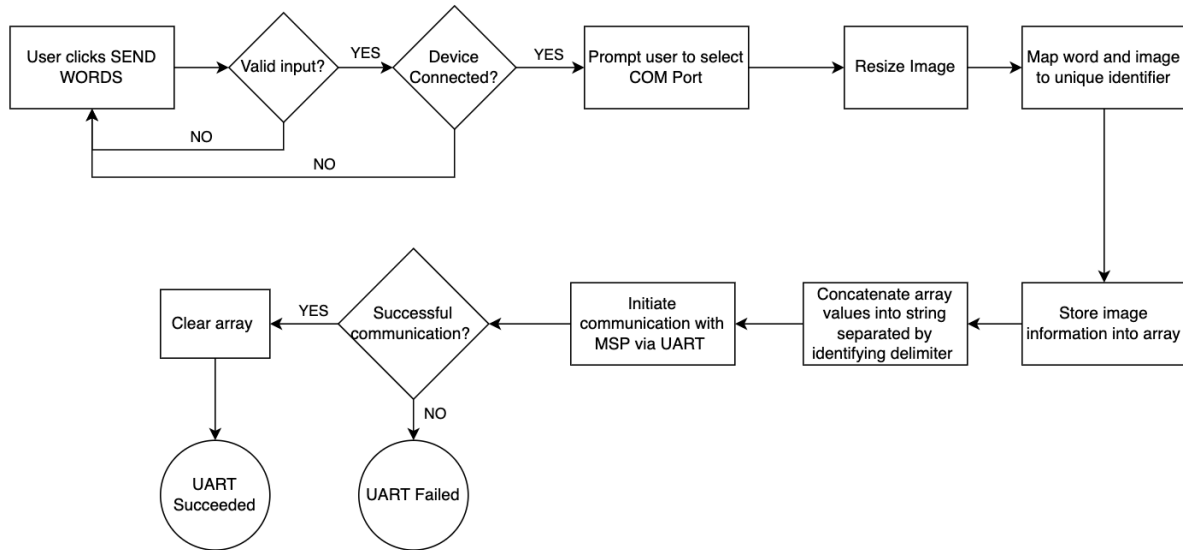 User clicks SEND
WORDS
Valid input?
YES
Device
Connected?
YES
Prompt user to select
COM Port
Resize Image
Map word and image
to unique identifier
NO
NO
Clear array
YES
Successful
communication?
Initiate
communication with
MSP via UART
Concatenate array
values into string
separated by
identifying delimiter
Store image
information into array
NO
UART
Succeeded
UART Failed